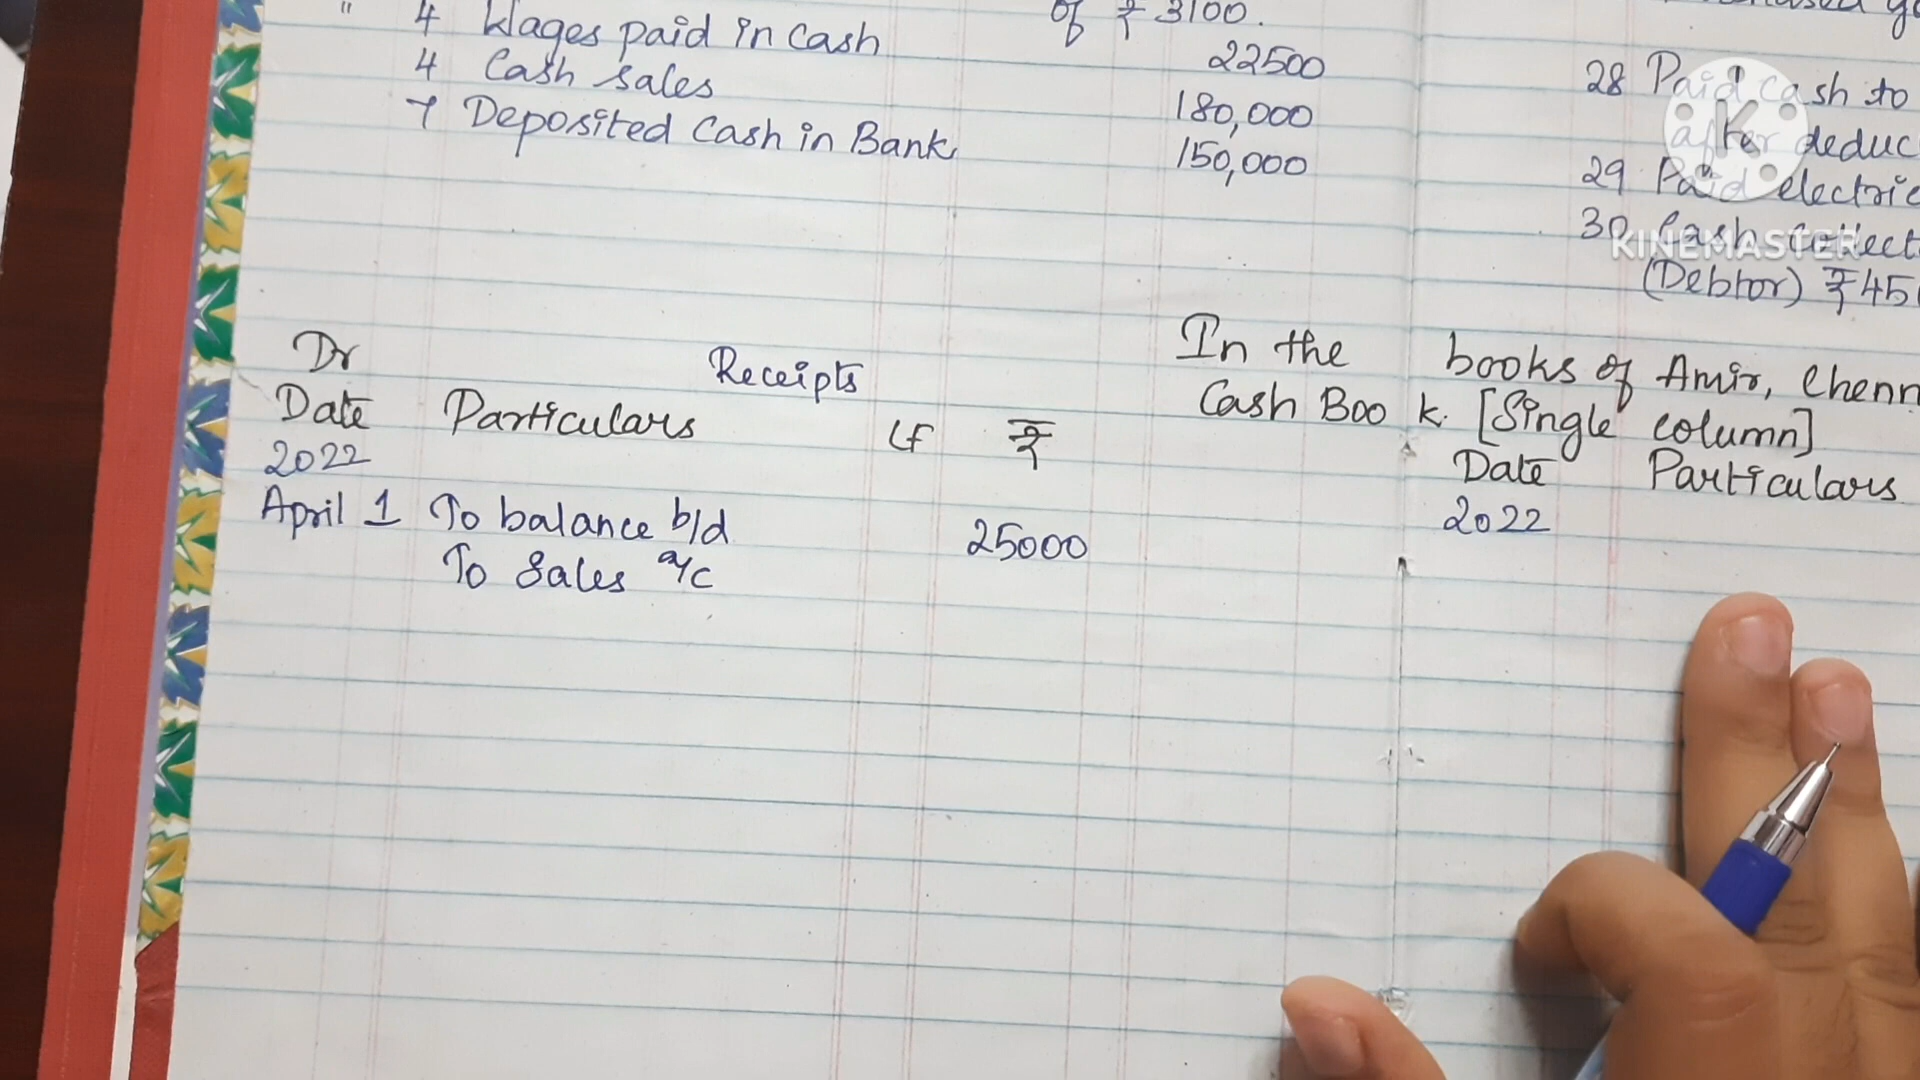 of ₹ 3100.
" 4 Wages paid in cash 22500
4 Cash sales 180,000
7 Deposited Cash in Bank 150,000
28 Paid cash to
after deduc
29 Paid electric
30 Cash collect
(Debtor) ₹ 45
KINEMASTER
In the books of Amir, Chenn
Cash Book. [Single column]
Dr Receipts
Date Particulars LF ₹ Date Particulars
2022 2022
April 1 To balance b/d 25000
To Sales a/c